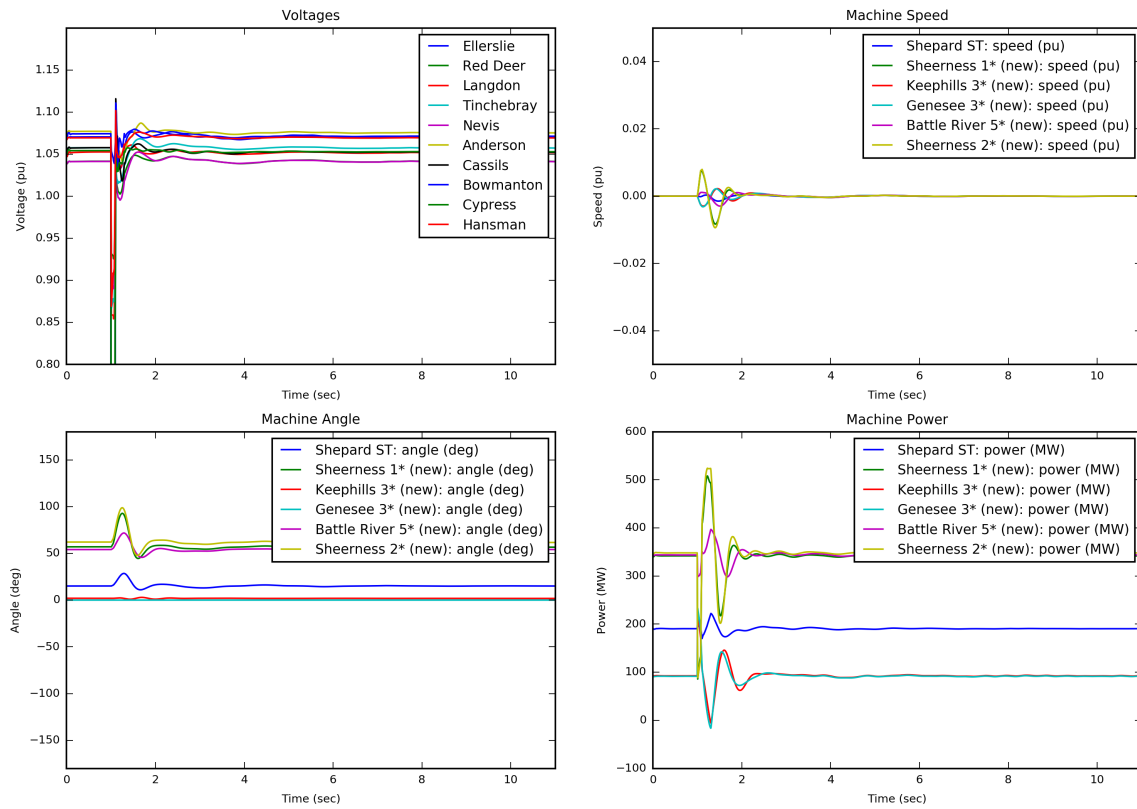 Voltages
1.15
1.10
1.05
1.00
0.95
0.90
0.85
0.80
Voltage (pu)
Ellerslie
Red Deer
Langdon
Tinchebray
Nevis
Anderson
Cassils
Bowmanton
Cypress
Hansman
0 2 4 6 8 10
Time (sec)
Machine Speed
0.04
0.02
0.00
−0.02
−0.04
Speed (pu)
Shepard ST: speed (pu)
Sheerness 1* (new): speed (pu)
Keephills 3* (new): speed (pu)
Genesee 3* (new): speed (pu)
Battle River 5* (new): speed (pu)
Sheerness 2* (new): speed (pu)
0 2 4 6 8 10
Time (sec)
Machine Angle
150
100
50
0
−50
−100
−150
Angle (deg)
Shepard ST: angle (deg)
Sheerness 1* (new): angle (deg)
Keephills 3* (new): angle (deg)
Genesee 3* (new): angle (deg)
Battle River 5* (new): angle (deg)
Sheerness 2* (new): angle (deg)
0 2 4 6 8 10
Time (sec)
Machine Power
600
500
400
300
200
100
0
−100
Power (MW)
Shepard ST: power (MW)
Sheerness 1* (new): power (MW)
Keephills 3* (new): power (MW)
Genesee 3* (new): power (MW)
Battle River 5* (new): power (MW)
Sheerness 2* (new): power (MW)
0 2 4 6 8 10
Time (sec)